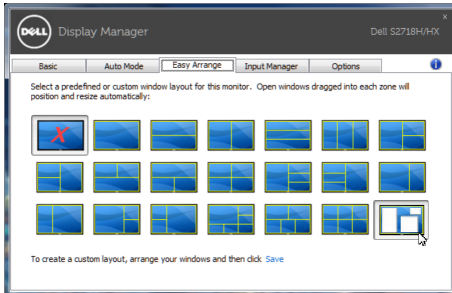 DELL Display Manager
Dell S2718H/HX
Basic Auto Mode Easy Arrange Input Manager Options
Select a predefined or custom window layout for this monitor. Open windows dragged into each zone will
position and resize automatically:
To create a custom layout, arrange your windows and then click Save